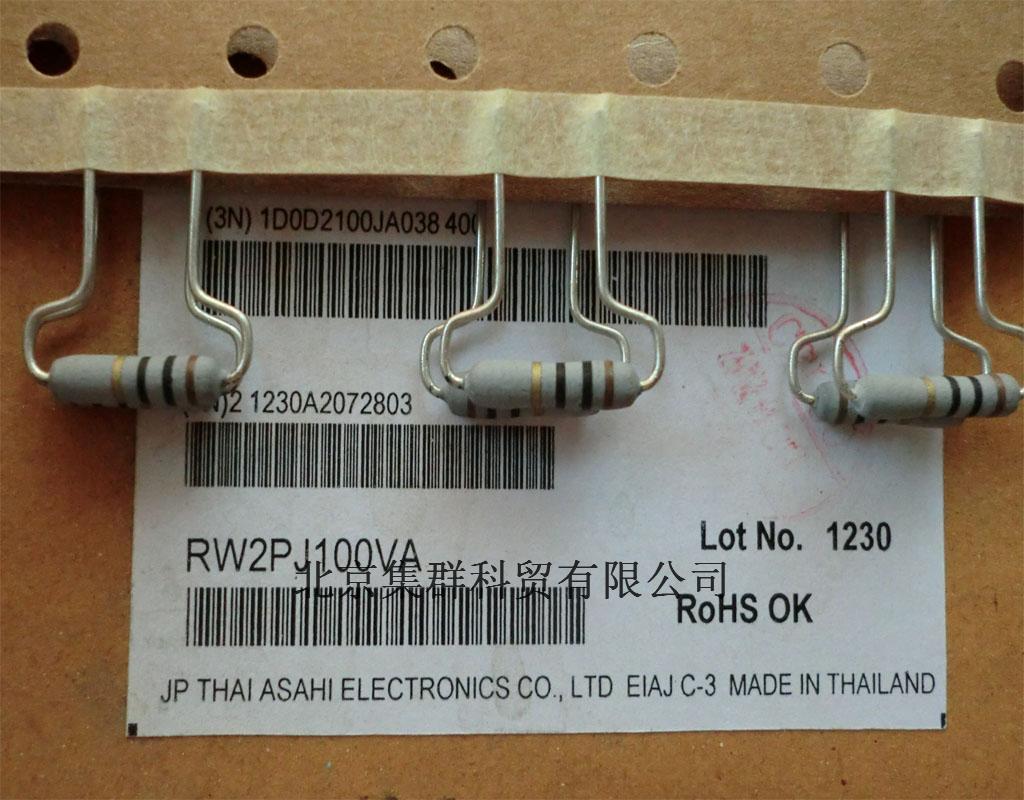 (3N) 1D0D2100JA038 400
2 1230A2072803
RW2PJ100VA
Lot No. 1230
北京集群科贸有限公司
RoHS OK
JP THAI ASAHI ELECTRONICS CO., LTD EIAJ C-3 MADE IN THAILAND